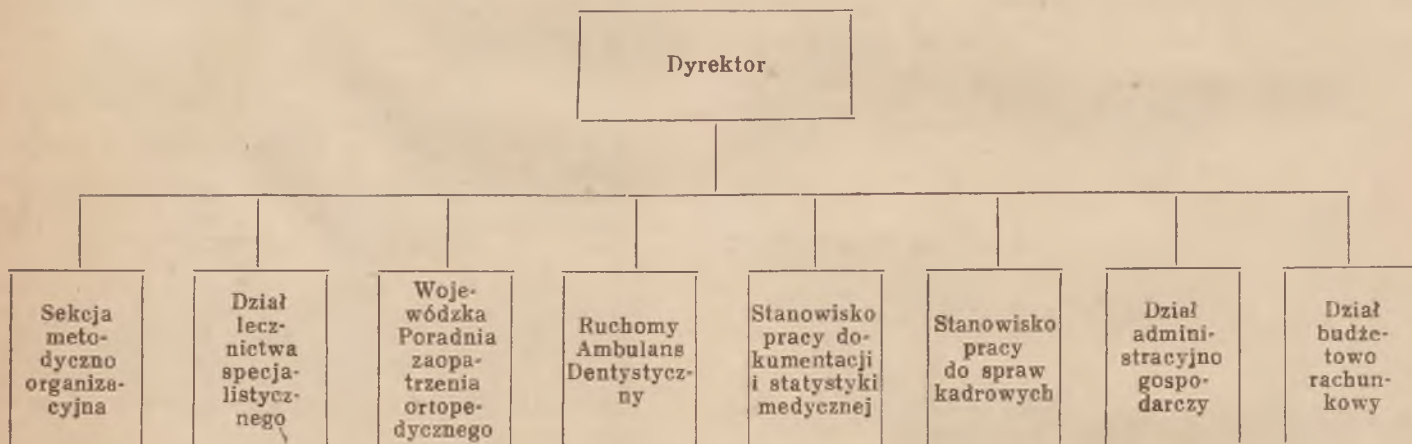 Dyrektor
Sekcja
meto-
dyczno
organiza-
cyjna
Dział
lecz-
nictwa
specja-
listycz-
nego
Woje-
wódzka
Poradnia
zaopa-
trzenia
ortope-
dycznego
Ruchomy
Ambulans
Dentystycz-
ny
Stanowisko
pracy do-
kumentacji
i statystyki
medycznej
Stanowisko
pracy
do spraw
kadrowych
Dział
admini-
stracyjno
gospo-
darczy
Dział
budże-
towo
rachun-
kowy